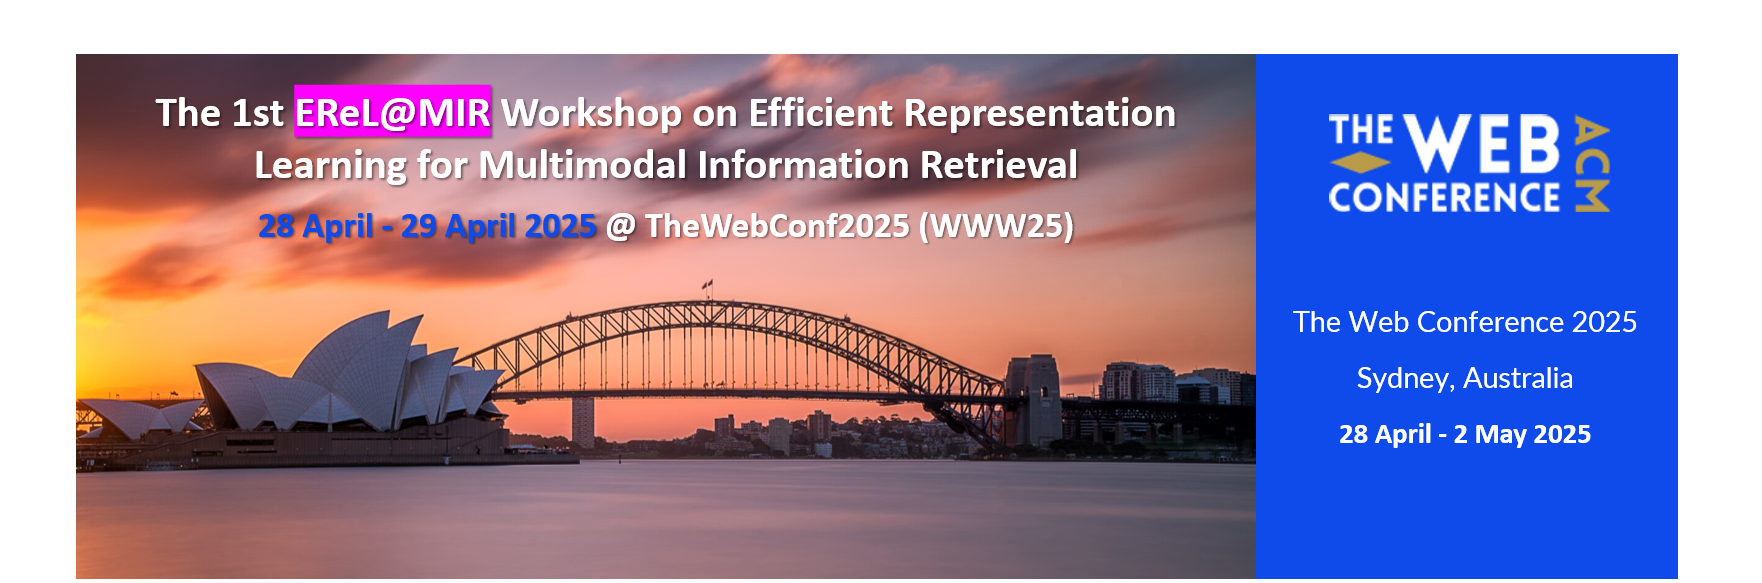 The 1st EReL@MIR Workshop on Efficient Representation
Learning for Multimodal Information Retrieval
28 April - 29 April 2025 @ TheWebConf2025 (WWW25)
THE WEB
CONFERENCE
ACM
The Web Conference 2025
Sydney, Australia
28 April - 2 May 2025